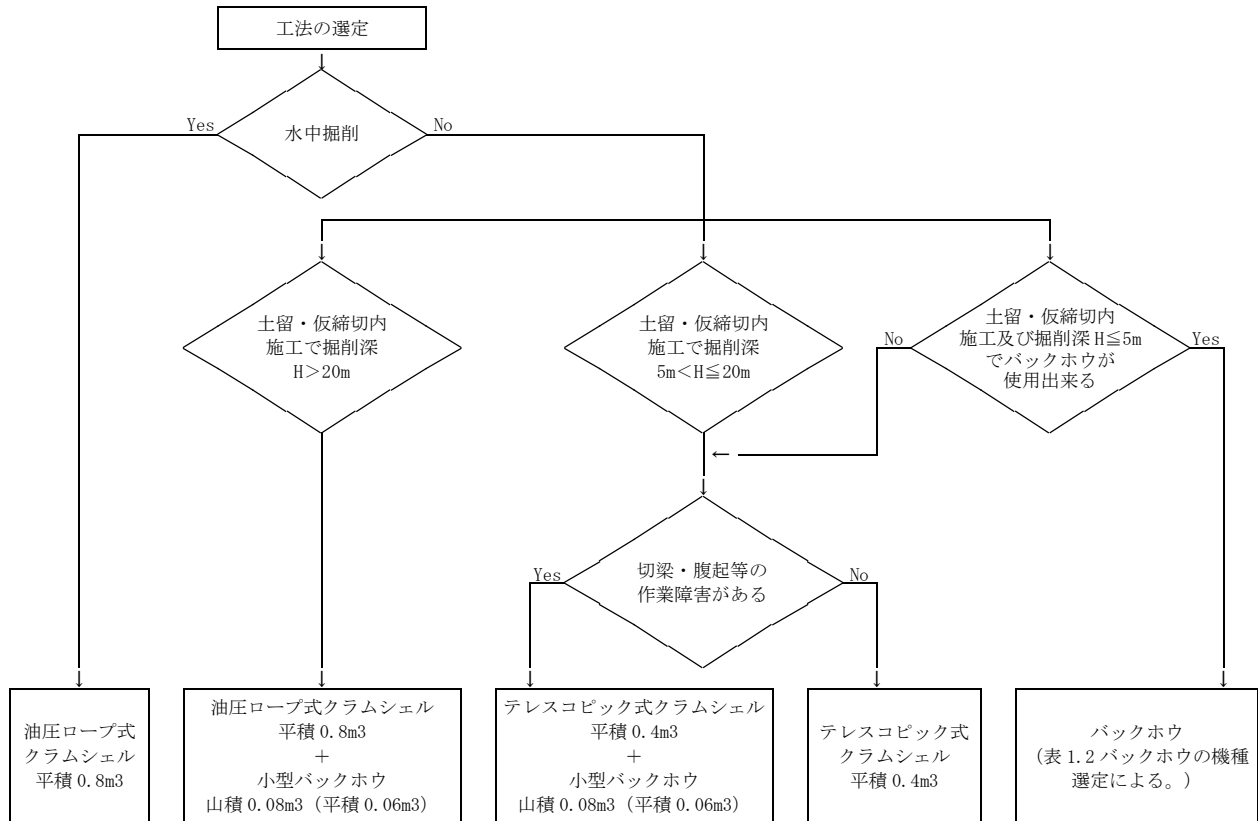 工法の選定
↓
Yes
水中掘削
No
↓
↓
↓
土留・仮締切内
施工で掘削深
H＞20m
土留・仮締切内
施工で掘削深
5m＜H≦20m
No
土留・仮締切内
施工及び掘削深 H≦5m
でバックホウが
使用出来る
Yes
←
↓
Yes
切梁・腹起等の
作業障害がある
No
↓
↓
↓
↓
↓
油圧ロープ式
クラムシェル
平積 0.8m3
油圧ロープ式クラムシェル
平積 0.8m3
+
小型バックホウ
山積 0.08m3（平積 0.06m3）
テレスコピック式クラムシェル
平積 0.4m3
+
小型バックホウ
山積 0.08m3（平積 0.06m3）
テレスコピック式
クラムシェル
平積 0.4m3
バックホウ
（表 1.2 バックホウの機種
選定による。）